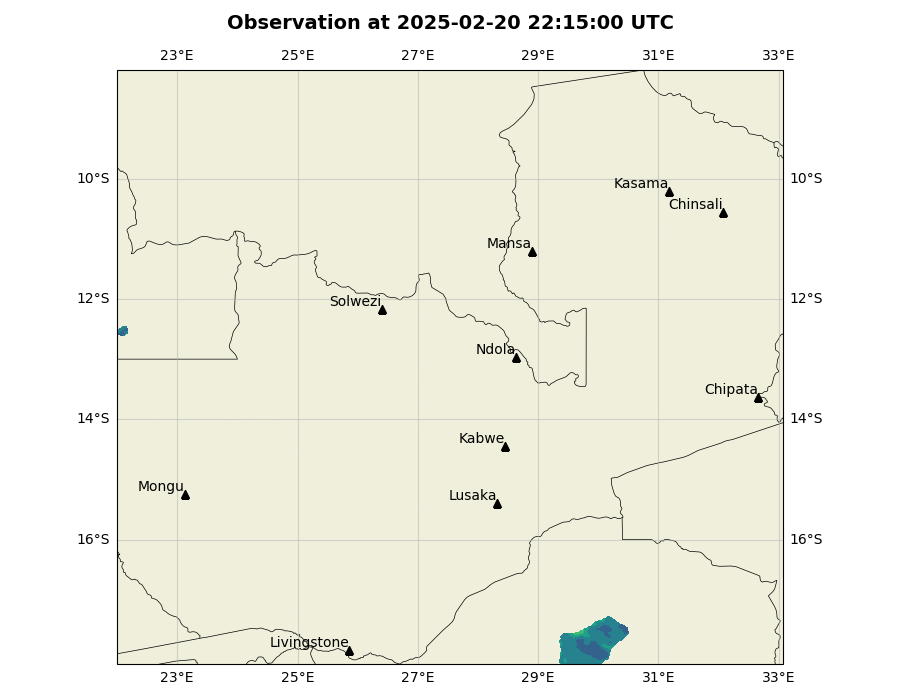 Observation at 2025-02-20 22:15:00 UTC
23°E 25°E 27°E 29°E 31°E 33°E
10°S 10°S
Kasama
Chinsali
Mansa
12°S 12°S
Solwezi
Ndola
Chipata
14°S 14°S
Kabwe
Mongu
Lusaka
16°S 16°S
Livingstone
23°E 25°E 27°E 29°E 31°E 33°E